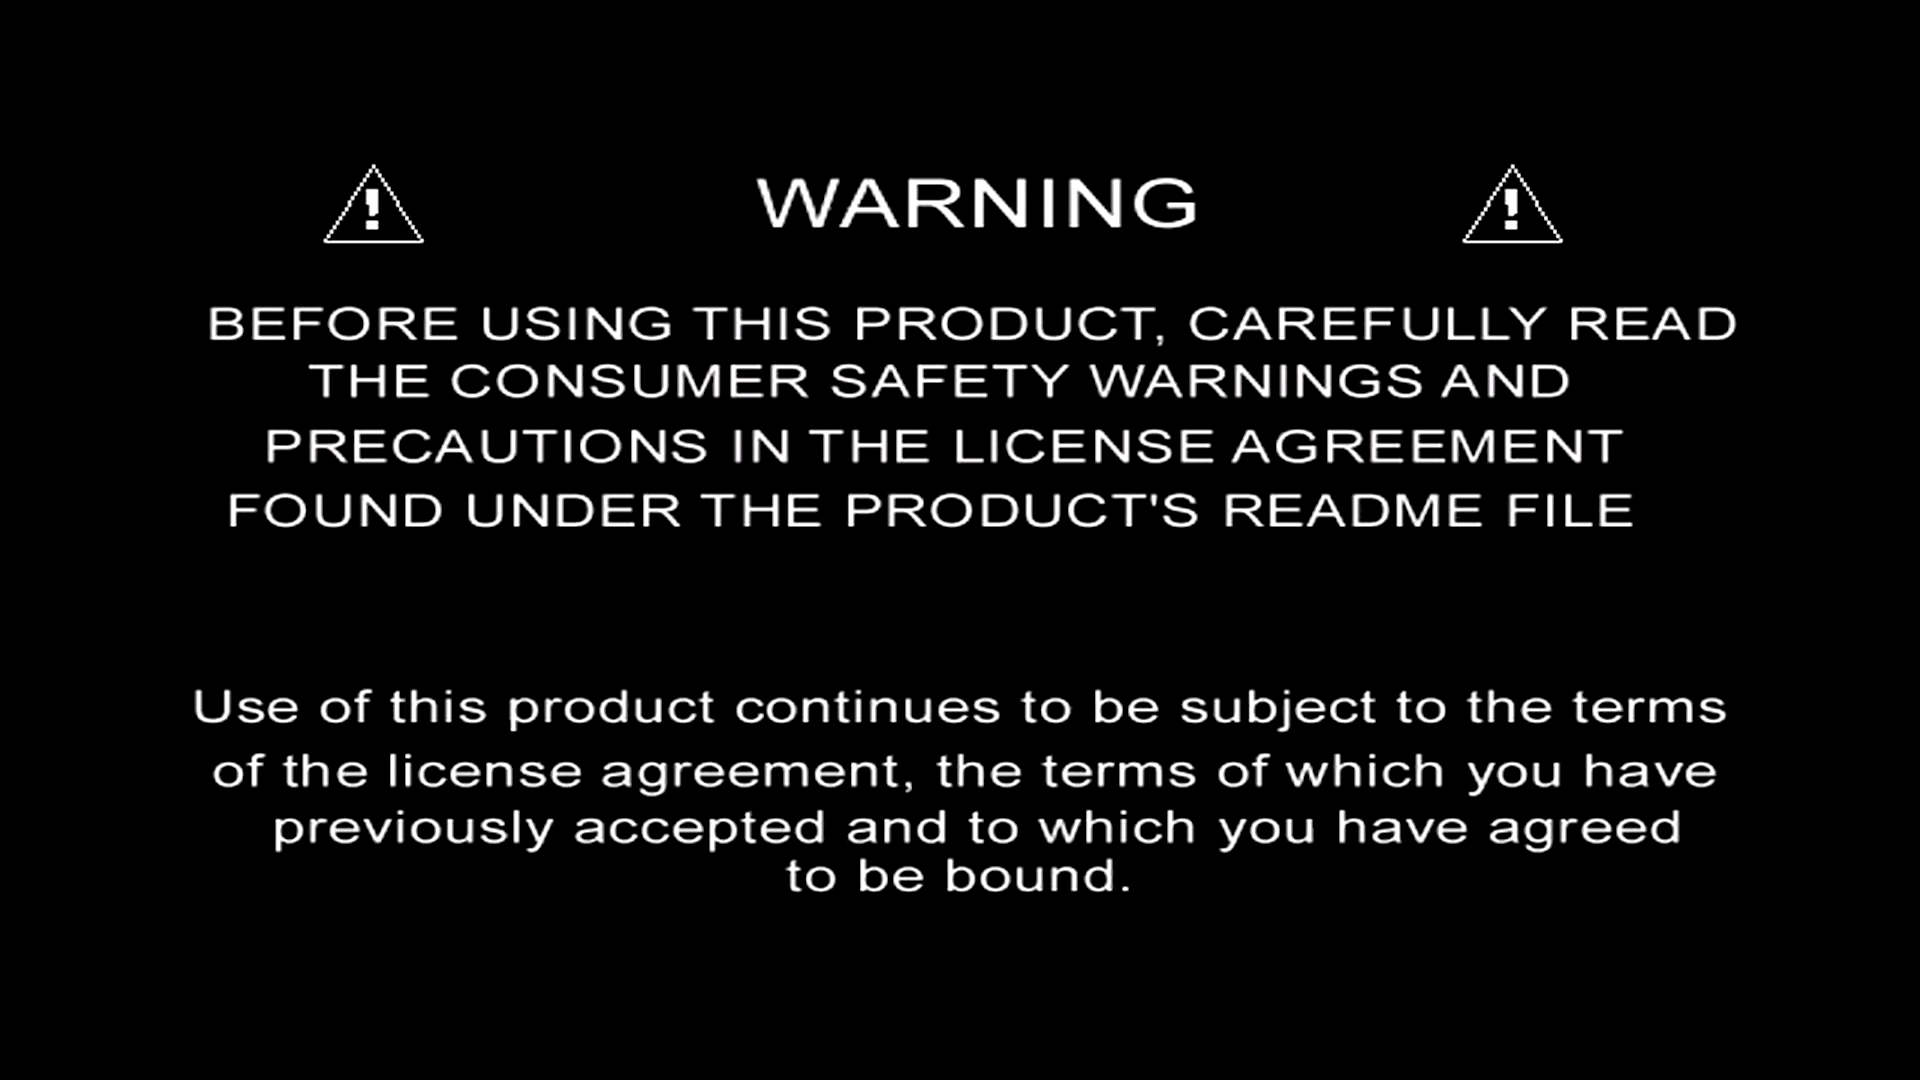 WARNING
BEFORE USING THIS PRODUCT, CAREFULLY READ
THE CONSUMER SAFETY WARNINGS AND
PRECAUTIONS IN THE LICENSE AGREEMENT
FOUND UNDER THE PRODUCT'S README FILE
Use of this product continues to be subject to the terms
of the license agreement, the terms of which you have
previously accepted and to which you have agreed
to be bound.